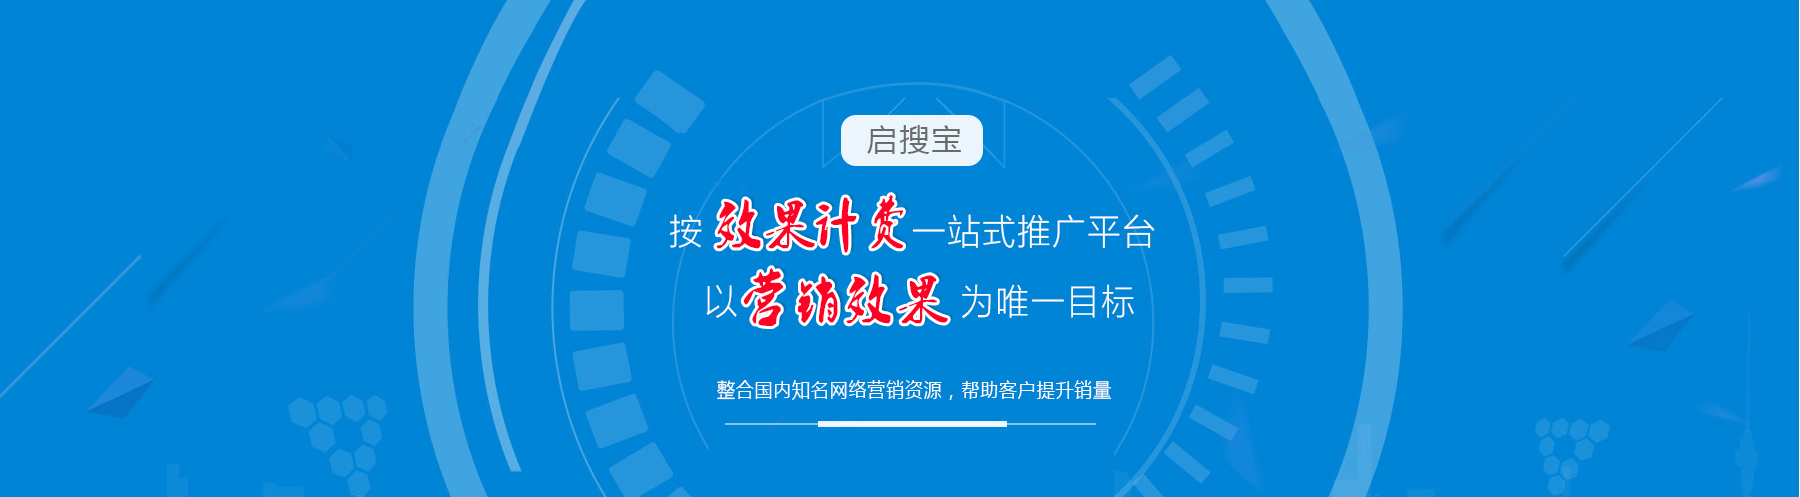 启搜宝
按效果计费一站式推广平台
以营销效果为唯一目标
整合国内知名网络营销资源，帮助客户提升销量